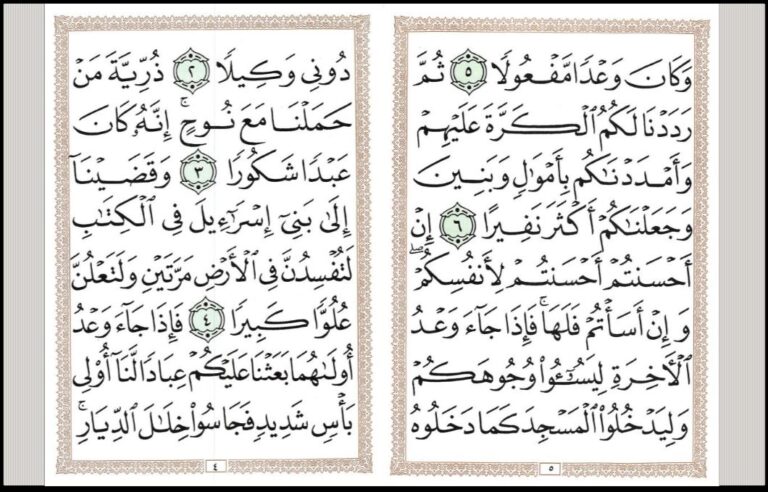 دُونِي وَكِيلًا ٢ ذُرِّيَّةَ مَنْ
حَمَلْنَا مَعَ نُوحٍۚ إِنَّهُۥ كَانَ
عَبْدًا شَكُورًا ٣ وَقَضَيْنَآ
إِلَىٰ بَنِىٓ إِسْرَٰٓءِيلَ فِى ٱلْكِتَٰبِ
لَتُفْسِدُنَّ فِى ٱلْأَرْضِ مَرَّتَيْنِ وَلَتَعْلُنَّ
عُلُوًّا كَبِيرًا ٤ فَإِذَا جَآءَ وَعْدُ
أُولَىٰهُمَا بَعَثْنَا عَلَيْكُمْ عِبَادًا لَّنَآ أُو۟لِى
بَأْسٍ شَدِيدٍ فَجَاسُوا۟ خِلَٰلَ ٱلدِّيَارِۚ
٤
وَكَانَ وَعْدًا مَّفْعُولًا ٥ ثُمَّ
رَدَدْنَا لَكُمُ ٱلْكَرَّةَ عَلَيْهِمْ
وَأَمْدَدْنَٰكُم بِأَمْوَٰلٍ وَبَنِينَ
وَجَعَلْنَٰكُمْ أَكْثَرَ نَفِيرًا ٦ إِنْ
أَحْسَنتُمْ أَحْسَنتُمْ لِأَنفُسِكُمْۖ
وَإِنْ أَسَأْتُمْ فَلَهَاۚ فَإِذَا جَآءَ وَعْدُ
ٱلْءَاخِرَةِ لِيَسُۥٓـُٔوا۟ وُجُوهَكُمْ
وَلِيَدْخُلُوا۟ ٱلْمَسْجِدَ كَمَا دَخَلُوهُ
٥